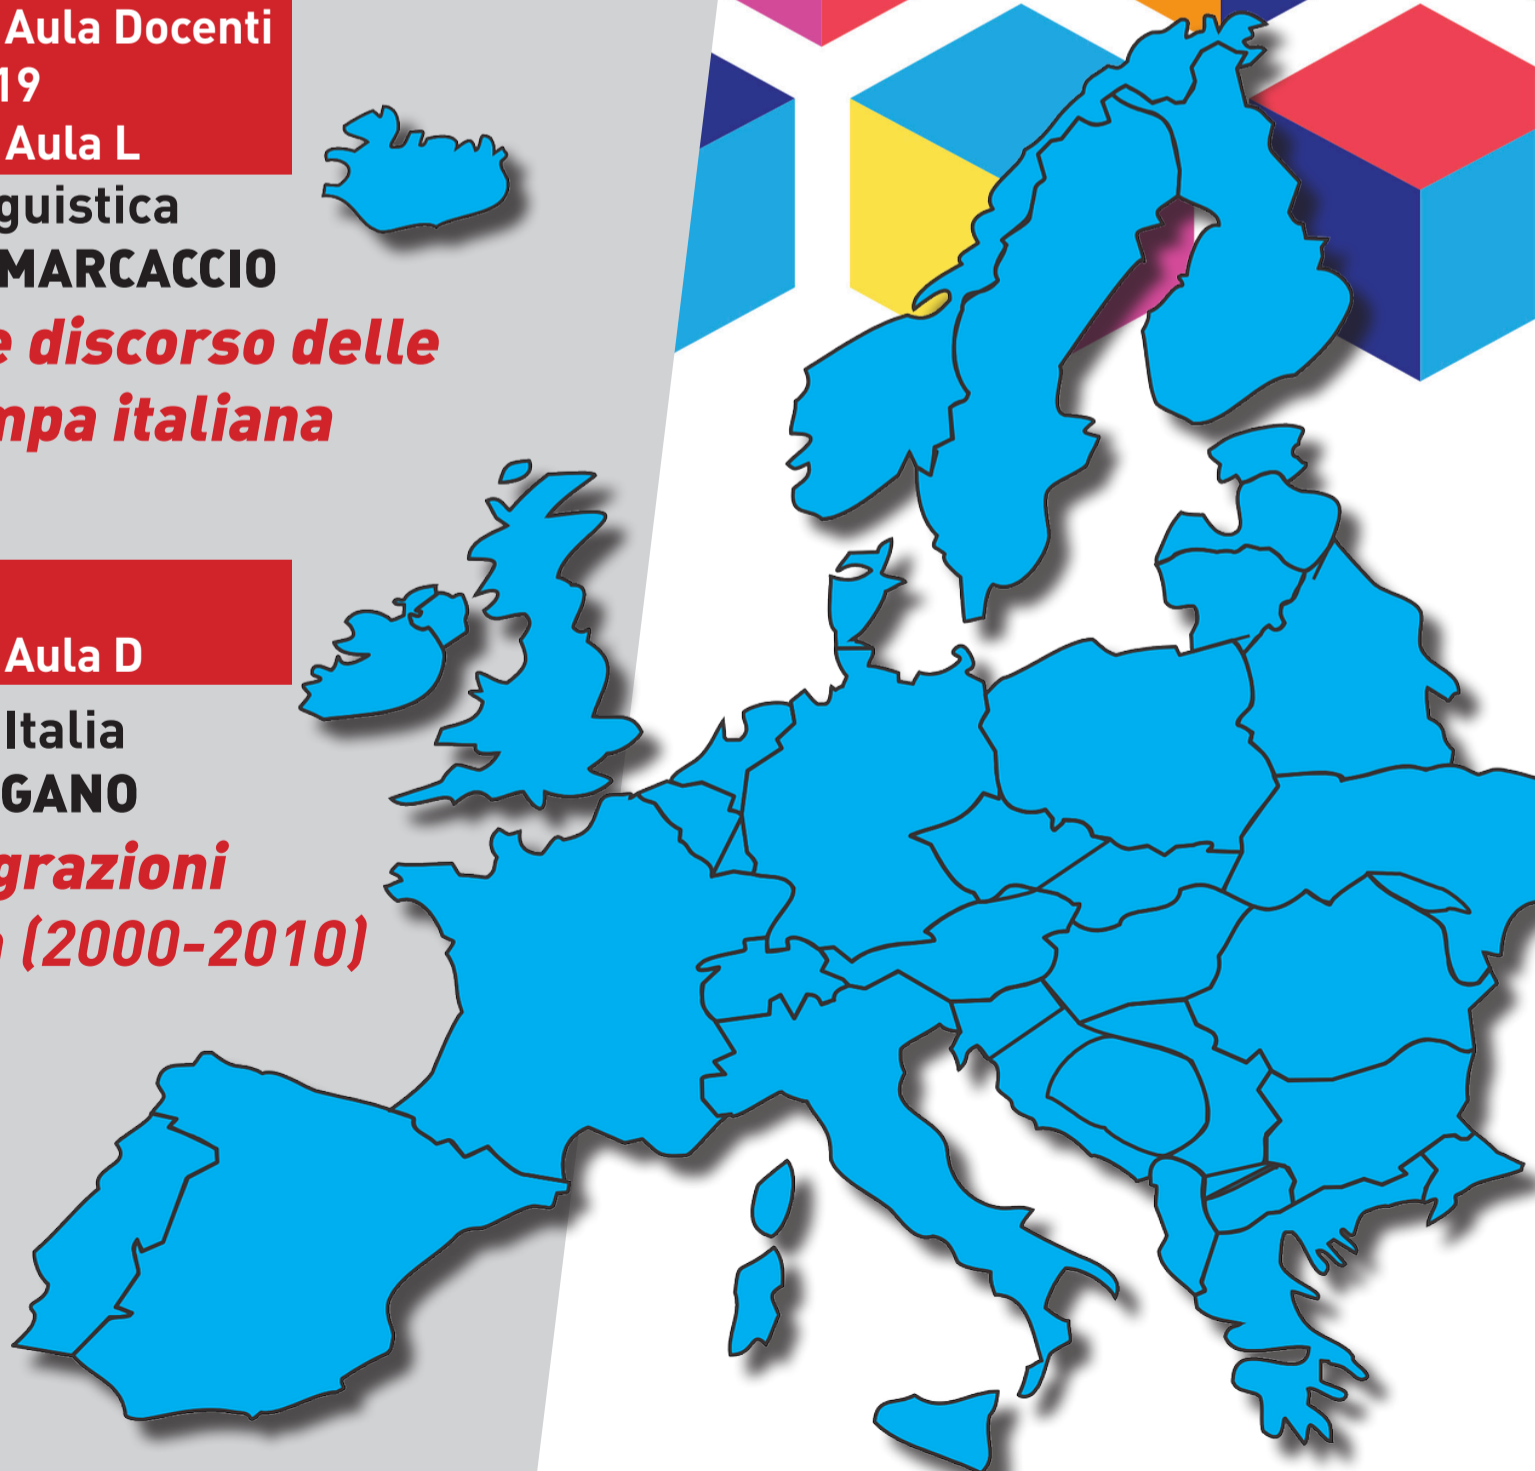 Aula Docenti
19
Aula L
guistica
MARCACCIO
e discorso delle
mpa italiana
Aula D
Italia
GANO
grazioni
(2000-2010)